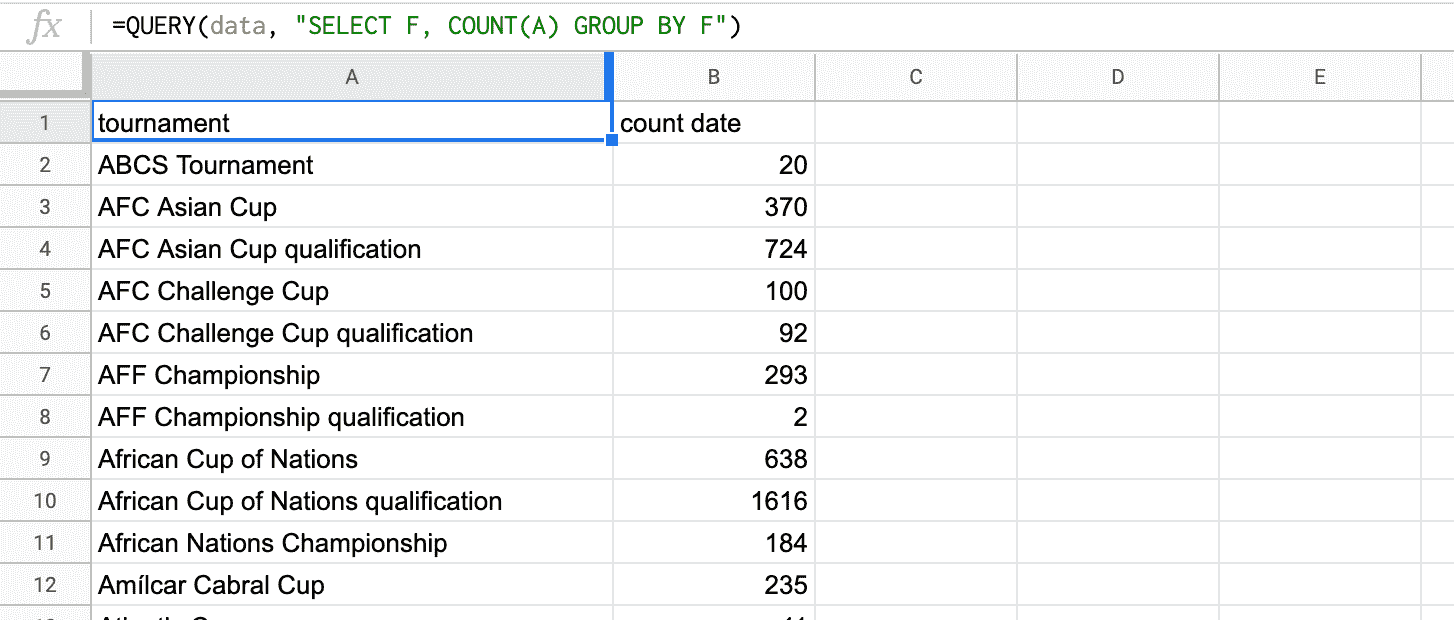 fx =QUERY(data, "SELECT F, COUNT(A) GROUP BY F")
A B C D E
1 tournament count date
2 ABCS Tournament 20
3 AFC Asian Cup 370
4 AFC Asian Cup qualification 724
5 AFC Challenge Cup 100
6 AFC Challenge Cup qualification 92
7 AFF Championship 293
8 AFF Championship qualification 2
9 African Cup of Nations 638
10 African Cup of Nations qualification 1616
11 African Nations Championship 184
12 Amílcar Cabral Cup 235